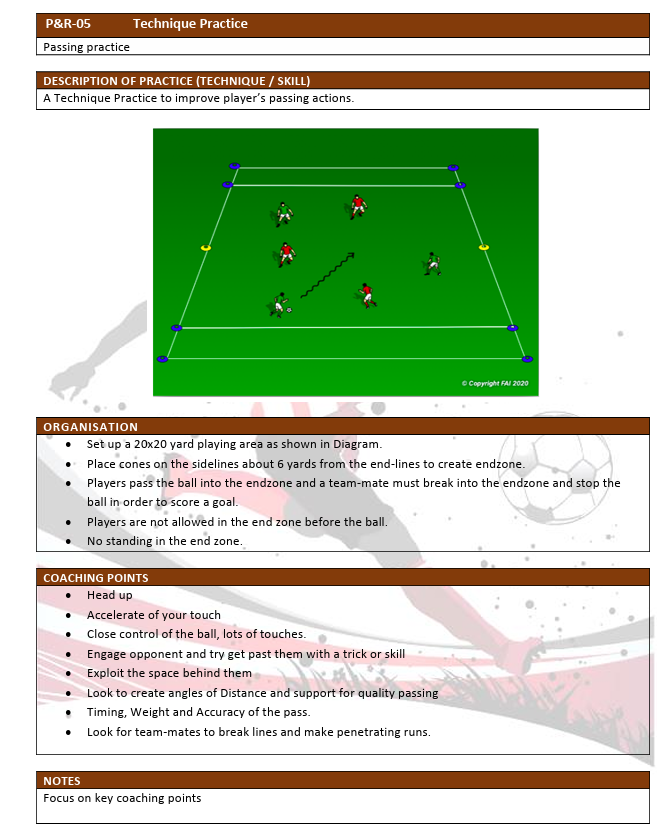 P&R-05 Technique Practice
Passing practice
DESCRIPTION OF PRACTICE (TECHNIQUE / SKILL)
A Technique Practice to improve player's passing actions.
© Copyright FAI 2020
ORGANISATION
• Set up a 20x20 yard playing area as shown in Diagram.
• Place cones on the sidelines about 6 yards from the end-lines to create endzone.
• Players pass the ball into the endzone and a team-mate must break into the endzone and stop the
ball in order to score a goal.
• Players are not allowed in the end zone before the ball.
• No standing in the end zone.
COACHING POINTS
• Head up
• Accelerate of your touch
• Close control of the ball, lots of touches.
• Engage opponent and try get past them with a trick or skill
• Exploit the space behind them
• Look to create angles of Distance and support for quality passing
• Timing, Weight and Accuracy of the pass.
• Look for team-mates to break lines and make penetrating runs.
NOTES
Focus on key coaching points